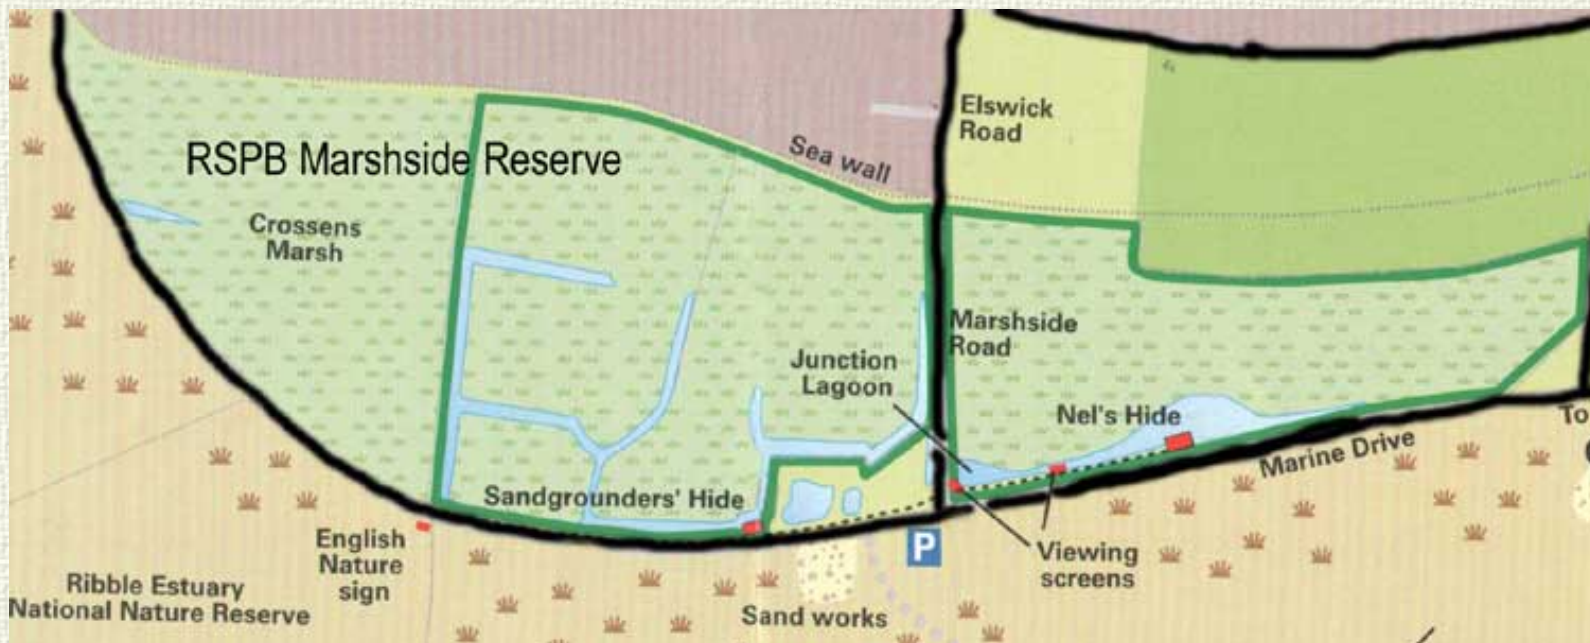 Elswick
Road
Sea wall
RSPB Marshside Reserve
Crossens
Marsh
Marshside
Road
Junction
Lagoon
Nel's Hide
To
Marine Drive
Sandgrounders' Hide
English
Nature
sign
P
Viewing
screens
Ribble Estuary
National Nature Reserve
Sand works